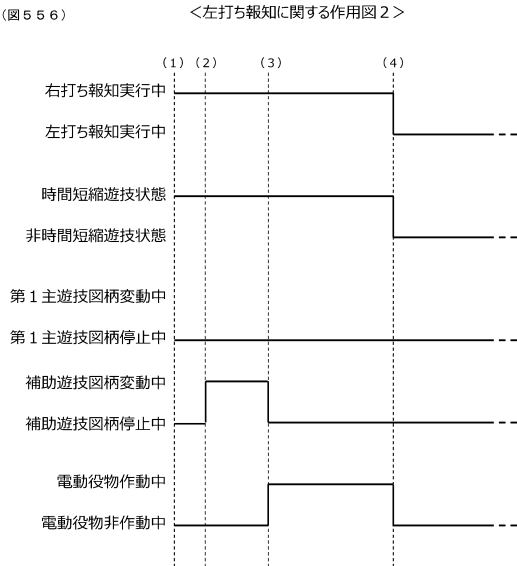 (図５５６)
＜左打ち報知に関する作用図２＞
(1) (2) (3) (4)
右打ち報知実行中
左打ち報知実行中
時間短縮遊技状態
非時間短縮遊技状態
第１主遊技図柄変動中
第１主遊技図柄停止中
補助遊技図柄変動中
補助遊技図柄停止中
電動役物作動中
電動役物非作動中